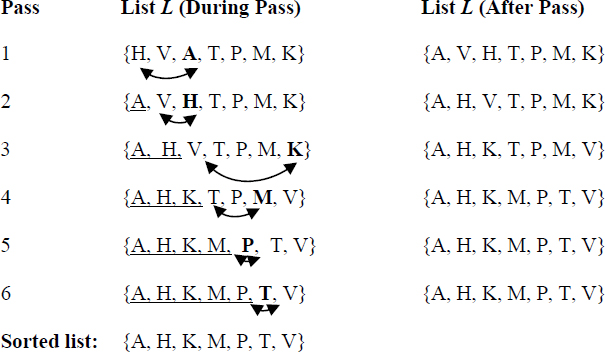 Pass List L (During Pass) List L (After Pass)
1 {H, V, A, T, P, M, K} {A, V, H, T, P, M, K}
2 {A, V, H, T, P, M, K} {A, H, V, T, P, M, K}
3 {A, H, V, T, P, M, K} {A, H, K, T, P, M, V}
4 {A, H, K, T, P, M, V} {A, H, K, M, P, T, V}
5 {A, H, K, M, P, T, V} {A, H, K, M, P, T, V}
6 {A, H, K, M, P, T, V} {A, H, K, M, P, T, V}
Sorted list: {A, H, K, M, P, T, V}